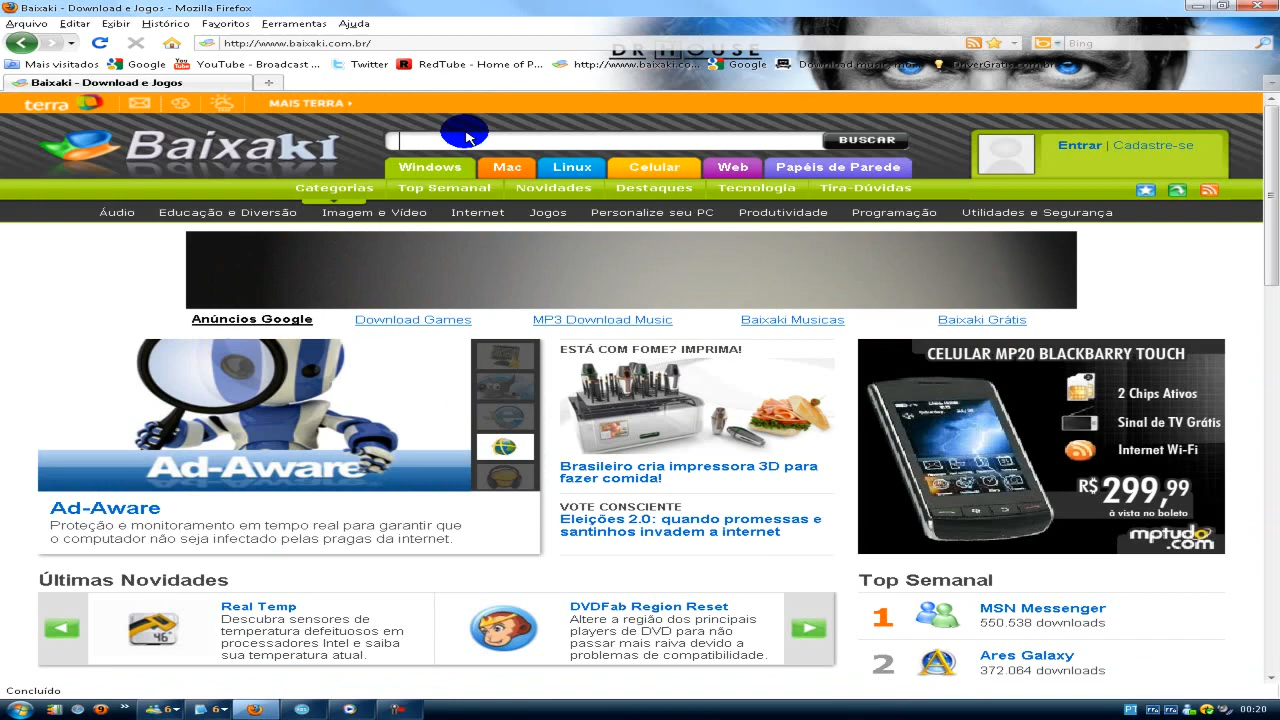 Baixaki - Download e Jogos - Mozilla Firefox
Arquivo Editar Exibir Histórico Favoritos Ferramentas Ajuda
http://www.baixaki.com.br/
Bing
DR HOUSE
Mais visitados Google YouTube - Broadcast ... Twitter RedTube - Home of P... http://www.baixaki.co... Google
Baixaki - Download e Jogos
terra MAIS TERRA
Baixaki
BUSCAR
Entrar | Cadastre-se
Windows Mac Linux Celular Web Papéis de Parede
Categorias Top Semanal Novidades Destaques Tecnologia Tira-Dúvidas
Áudio Educação e Diversão Imagem e Vídeo Internet Jogos Personalize seu PC Produtividade Programação Utilidades e Segurança
Anúncios Google Download Games MP3 Download Music Baixaki Musicas Baixaki Grátis
Ad-Aware
Ad-Aware
Proteção e monitoramento em tempo real para garantir que
o computador não seja infectado pelas pragas da internet.
ESTÁ COM FOME? IMPRIMA!
Brasileiro cria impressora 3D para
fazer comida!
VOTE CONSCIENTE
Eleições 2.0: quando promessas e
santinhos invadem a internet
CELULAR MP20 BLACKBARRY TOUCH
2 Chips Ativos
Sinal de TV Grátis
Internet Wi-Fi
R$ 299,99
à vista no boleto
mptudo.com
Últimas Novidades
46°
Real Temp
Descubra sensores de
temperatura defeituosos em
processadores Intel e saiba
sua temperatura atual.
DVDFab Region Reset
Altere a região dos principais
players de DVD para não
passar mais raiva devido a
problemas de compatibilidade.
Top Semanal
1 MSN Messenger
550.538 downloads
2 Ares Galaxy
372.064 downloads
Concluído
6 6 PT 00:20